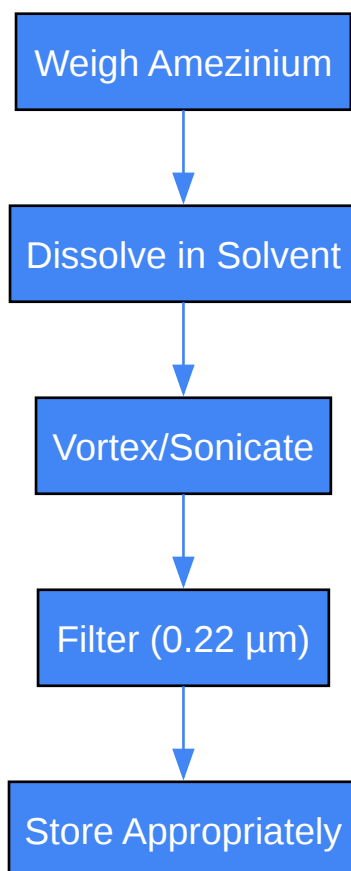 Weigh Amezinium
Dissolve in Solvent
Vortex/Sonicate
Filter (0.22 µm)
Store Appropriately